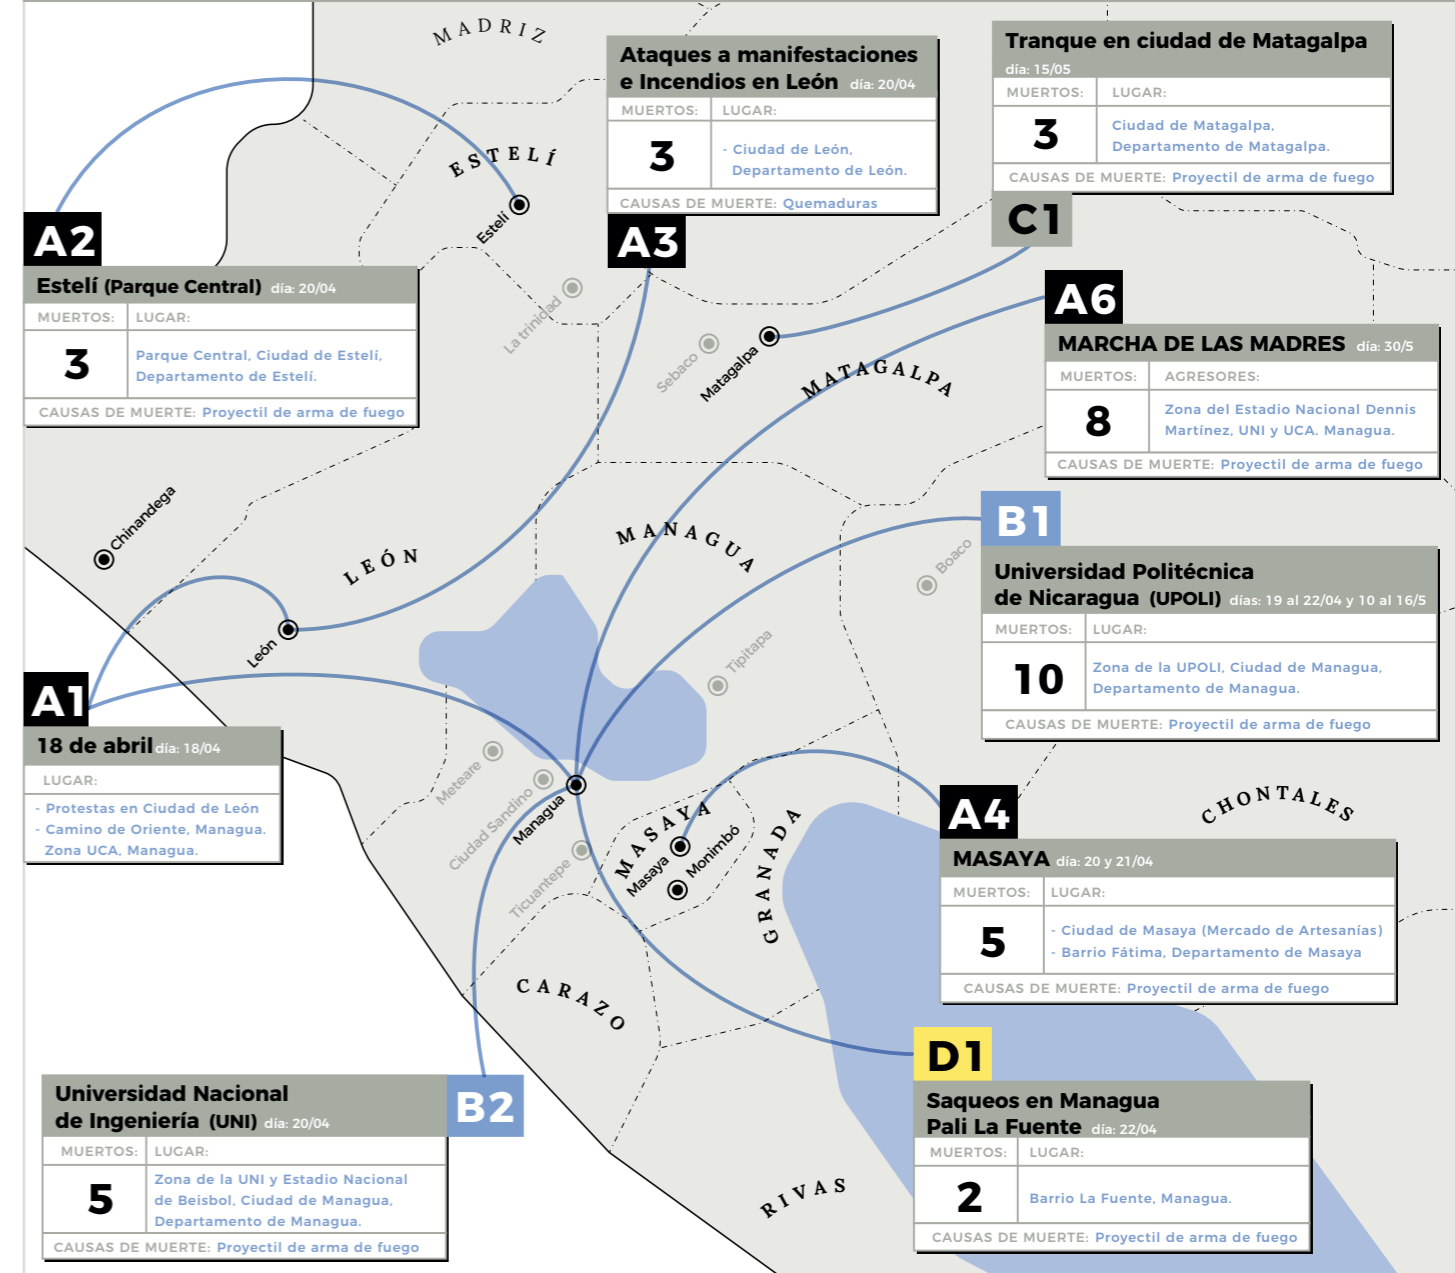 MADRIZ
ESTELÍ
Estelí
La trinidad
Sebaco
Matagalpa
MATAGALPA
A2
Estelí (Parque Central) día: 20/04
MUERTOS:
LUGAR:
3
Parque Central, Ciudad de Estelí,
Departamento de Estelí.
CAUSAS DE MUERTE: Proyectil de arma de fuego
Ataques a manifestaciones
e Incendios en León día: 20/04
MUERTOS:
LUGAR:
3
- Ciudad de León,
Departamento de León.
CAUSAS DE MUERTE: Quemaduras
A3
Tranque en ciudad de Matagalpa
día: 15/05
MUERTOS:
LUGAR:
3
Ciudad de Matagalpa,
Departamento de Matagalpa.
CAUSAS DE MUERTE: Proyectil de arma de fuego
C1
A6
MARCHA DE LAS MADRES día: 30/5
MUERTOS:
AGRESORES:
8
Zona del Estadio Nacional Dennis
Martínez, UNI y UCA. Managua.
CAUSAS DE MUERTE: Proyectil de arma de fuego
Chinandega
LEÓN
León
MANAGUA
Boaco
Tipitapa
B1
Universidad Politécnica
de Nicaragua (UPOLI) días: 19 al 22/04 y 10 al 16/5
MUERTOS:
LUGAR:
10
Zona de la UPOLI, Ciudad de Managua,
Departamento de Managua.
CAUSAS DE MUERTE: Proyectil de arma de fuego
A1
18 de abril día: 18/04
LUGAR:
- Protestas en Ciudad de León
- Camino de Oriente, Managua.
Zona UCA, Managua.
Meteare
Ciudad Sandino
Managua
Ticuantepe
MASAYA
Masaya
Monimbó
GRANADA
CHONTALES
A4
MASAYA día: 20 y 21/04
MUERTOS:
LUGAR:
5
- Ciudad de Masaya (Mercado de Artesanías)
- Barrio Fátima, Departamento de Masaya
CAUSAS DE MUERTE: Proyectil de arma de fuego
CARAZO
RIVAS
Universidad Nacional
de Ingeniería (UNI) día: 20/04
B2
MUERTOS:
LUGAR:
5
Zona de la UNI y Estadio Nacional
de Beisbol, Ciudad de Managua,
Departamento de Managua.
CAUSAS DE MUERTE: Proyectil de arma de fuego
D1
Saqueos en Managua
Pali La Fuente día: 22/04
MUERTOS:
LUGAR:
2
Barrio La Fuente, Managua.
CAUSAS DE MUERTE: Proyectil de arma de fuego